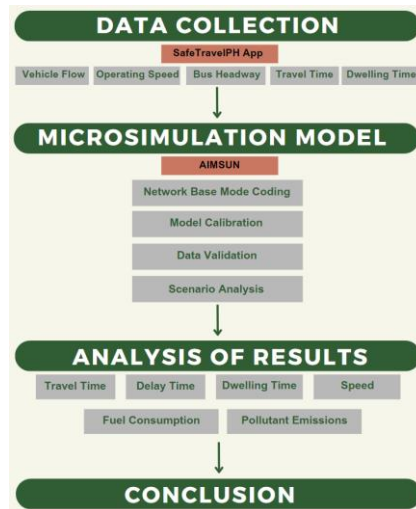 DATA COLLECTION
SafeTravelPH App
Vehicle Flow Operating Speed Bus Headway Travel Time Dwelling Time
MICROSIMULATION MODEL
AIMSUN
Network Base Mode Coding
Model Calibration
Data Validation
Scenario Analysis
ANALYSIS OF RESULTS
Travel Time Delay Time Dwelling Time Speed
Fuel Consumption Pollutant Emissions
CONCLUSION